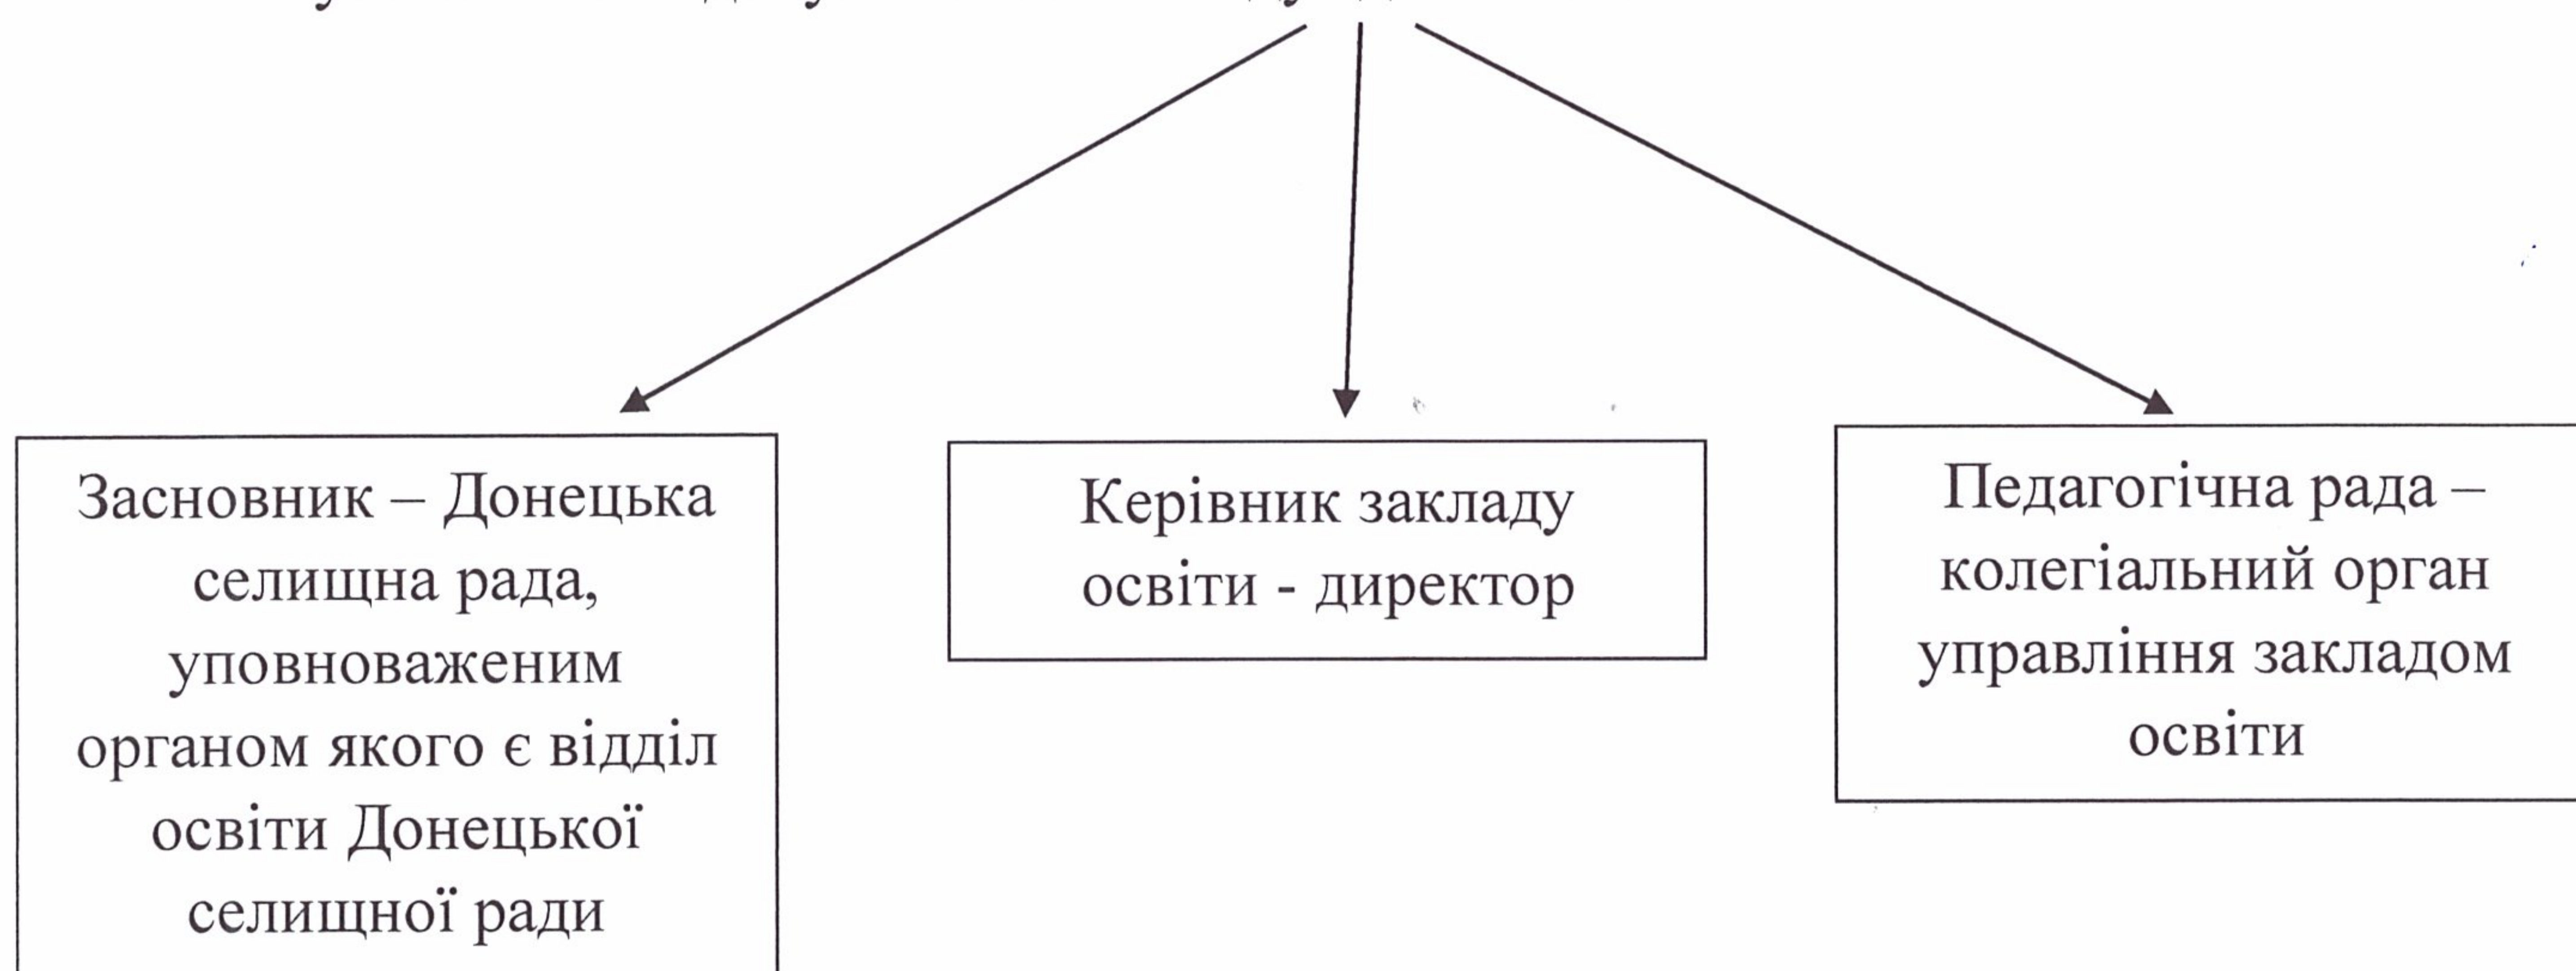 Засновник – Донецька
селищна рада,
уповноваженим
органом якого є відділ
освіти Донецької
селищної ради
Керівник закладу
освіти - директор
Педагогічна рада –
колегіальний орган
управління закладом
освіти